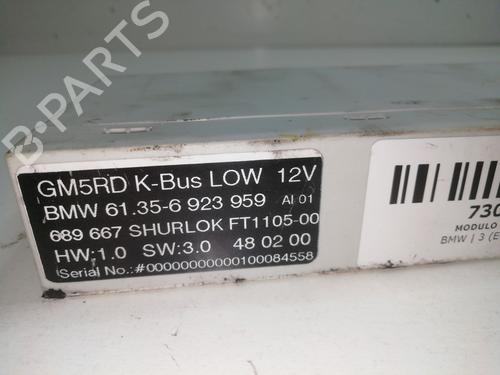 B-PARTS
GM5RD K-Bus LOW 12V
BMW 61.35-6 923 959 AI 01
689 667 SHURLOK FT1105-00
HW:1.0 SW:3.0 48 02 00
Serial No.:#00000000000100084558
730
MODULO
BMW | 3 (E